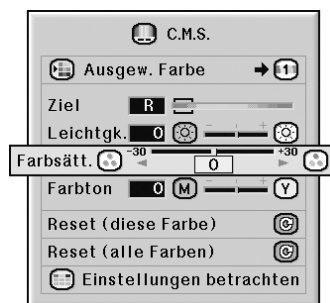 C.M.S.
Ausgew. Farbe 1
Ziel R
Leichtgk. 0 - +
Farbsätt. -30 0 +30
Farbton 0 M - + Y
Reset (diese Farbe)
Reset (alle Farben)
Einstellungen betrachten